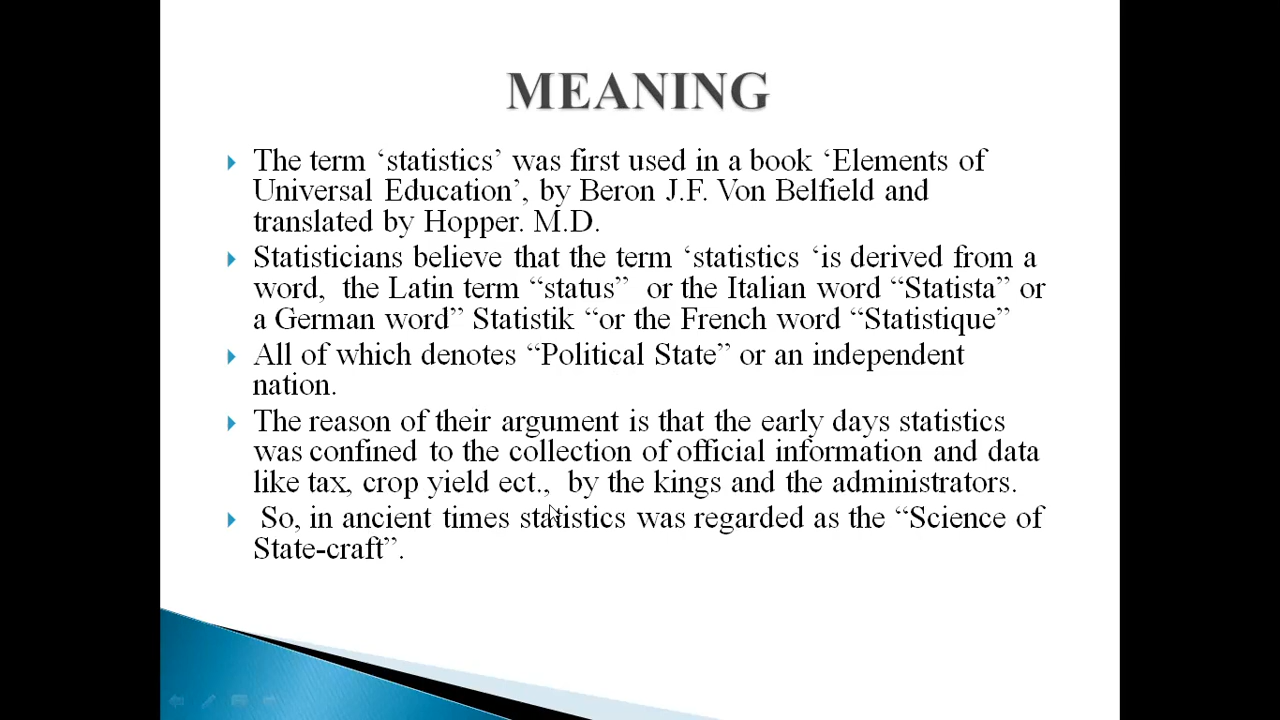 MEANING
The term ‘statistics’ was first used in a book ‘Elements of
Universal Education’, by Beron J.F. Von Belfield and
translated by Hopper. M.D.
Statisticians believe that the term ‘statistics ‘is derived from a
word,  the Latin term “status”  or the Italian word “Statista” or
a German word” Statistik “or the French word “Statistique”
All of which denotes “Political State” or an independent
nation.
The reason of their argument is that the early days statistics
was confined to the collection of official information and data
like tax, crop yield ect.,  by the kings and the administrators.
So, in ancient times statistics was regarded as the “Science of
State-craft”.